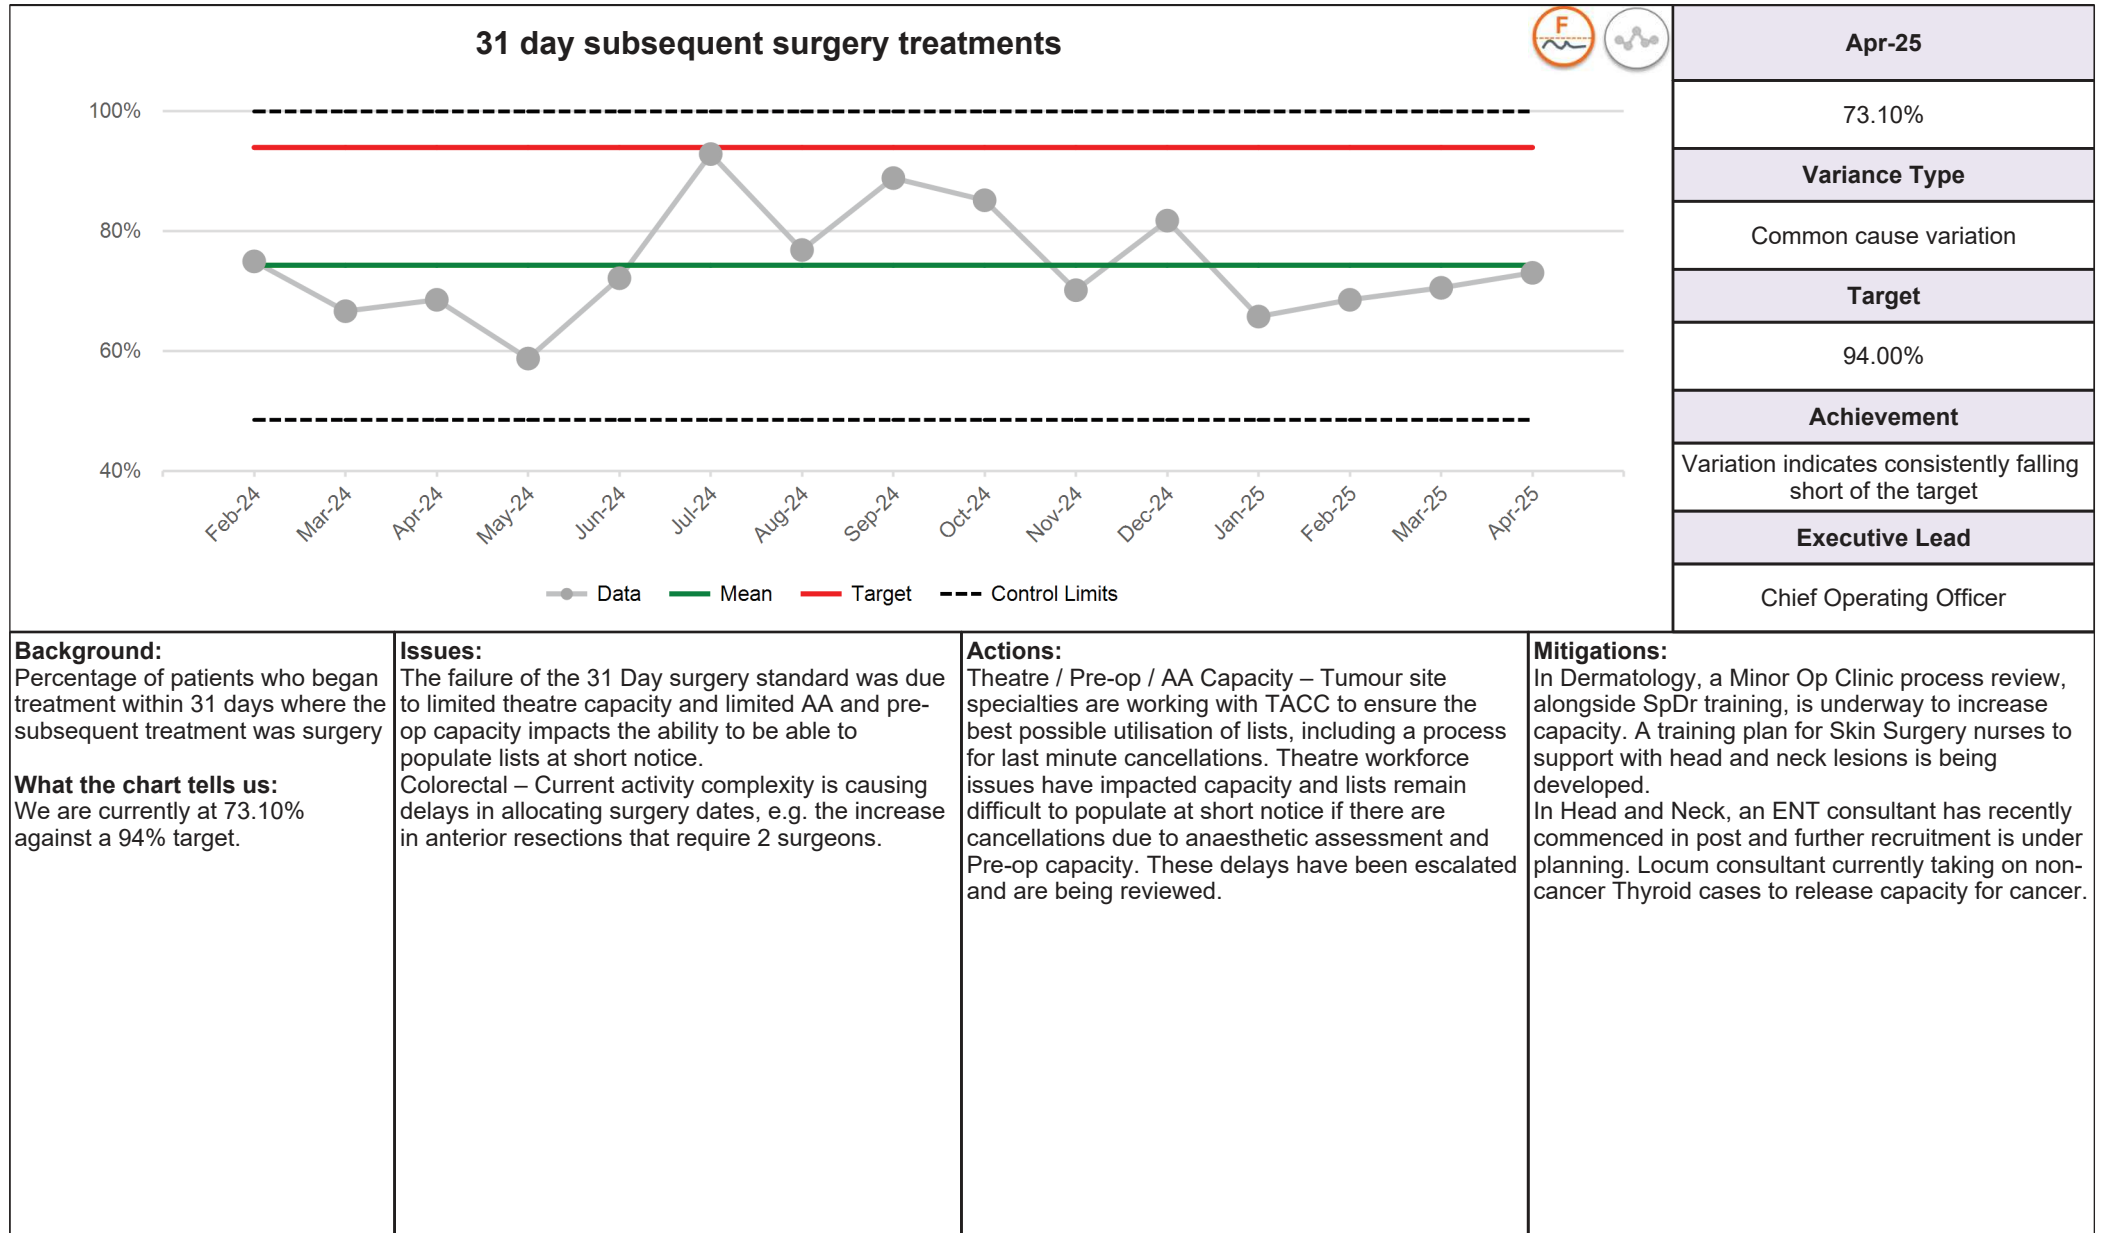 31 day subsequent surgery treatments
F
100%
80%
60%
40%
Feb-24
Mar-24
Apr-24
May-24
Jun-24
Jul-24
Aug-24
Sep-24
Oct-24
Nov-24
Dec-24
Jan-25
Feb-25
Mar-25
Apr-25
Data
Mean
Target
Control Limits
Apr-25
73.10%
Variance Type
Common cause variation
Target
94.00%
Achievement
Variation indicates consistently falling
short of the target
Executive Lead
Chief Operating Officer
Background:
Percentage of patients who began
treatment within 31 days where the
subsequent treatment was surgery
What the chart tells us:
We are currently at 73.10%
against a 94% target.
Issues:
The failure of the 31 Day surgery standard was due
to limited theatre capacity and limited AA and pre-
op capacity impacts the ability to be able to
populate lists at short notice.
Colorectal – Current activity complexity is causing
delays in allocating surgery dates, e.g. the increase
in anterior resections that require 2 surgeons.
Actions:
Theatre / Pre-op / AA Capacity – Tumour site
specialties are working with TACC to ensure the
best possible utilisation of lists, including a process
for last minute cancellations. Theatre workforce
issues have impacted capacity and lists remain
difficult to populate at short notice if there are
cancellations due to anaesthetic assessment and
Pre-op capacity. These delays have been escalated
and are being reviewed.
Mitigations:
In Dermatology, a Minor Op Clinic process review,
alongside SpDr training, is underway to increase
capacity. A training plan for Skin Surgery nurses to
support with head and neck lesions is being
developed.
In Head and Neck, an ENT consultant has recently
commenced in post and further recruitment is under
planning. Locum consultant currently taking on non-
cancer Thyroid cases to release capacity for cancer.